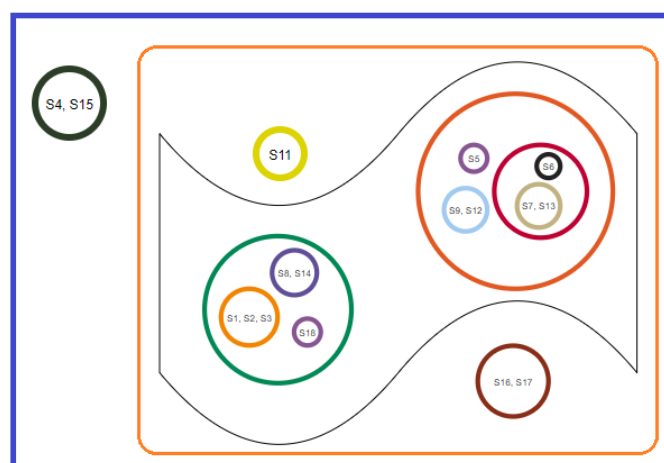 S4, S15
S11
S5
S6
S9, S12
S7, S13
S8, S14
S1, S2, S3
S18
S16, S17